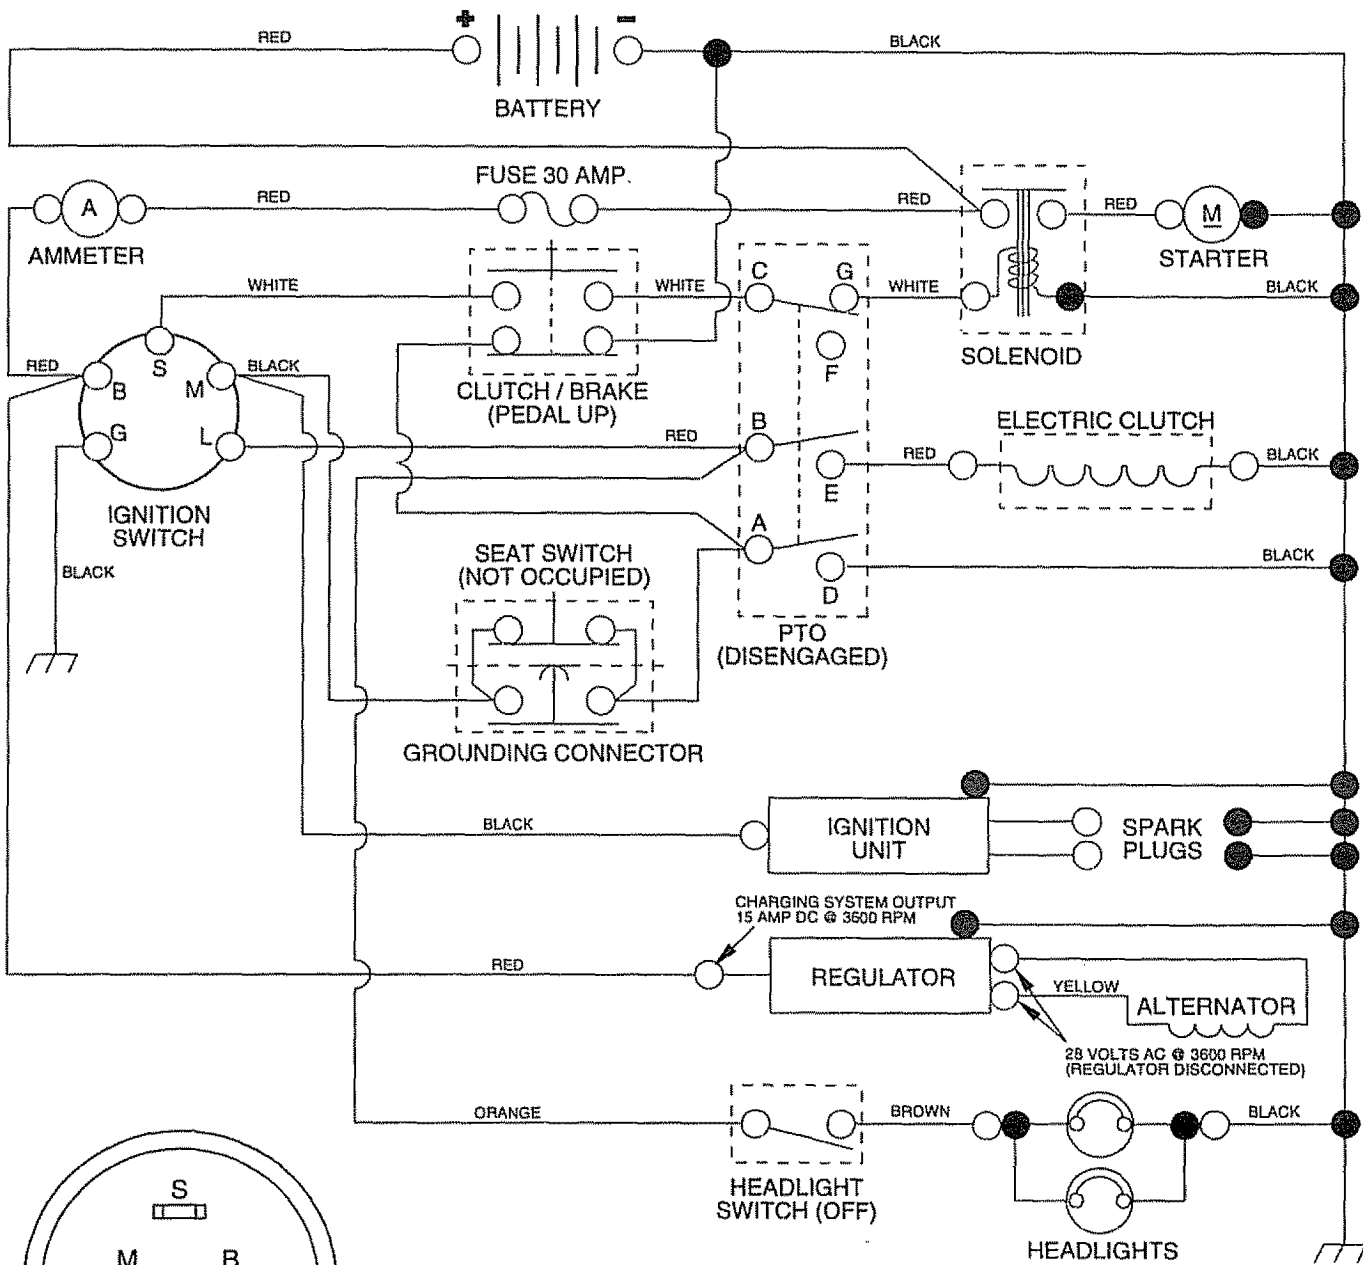 +
−
RED
BLACK
BATTERY
FUSE 30 AMP.
RED
RED
A
AMMETER
RED
M
STARTER
WHITE
WHITE
C
G
WHITE
BLACK
F
SOLENOID
S
RED
B
M
BLACK
CLUTCH / BRAKE
(PEDAL UP)
G
L
RED
B
ELECTRIC CLUTCH
RED
BLACK
E
IGNITION
SWITCH
BLACK
A
SEAT SWITCH
(NOT OCCUPIED)
BLACK
D
PTO
(DISENGAGED)
GROUNDING CONNECTOR
BLACK
IGNITION
UNIT
SPARK
PLUGS
CHARGING SYSTEM OUTPUT
15 AMP DC @ 3600 RPM
RED
REGULATOR
YELLOW
ALTERNATOR
28 VOLTS AC @ 3600 RPM
(REGULATOR DISCONNECTED)
ORANGE
BROWN
BLACK
HEADLIGHT
SWITCH (OFF)
HEADLIGHTS
S
M
B